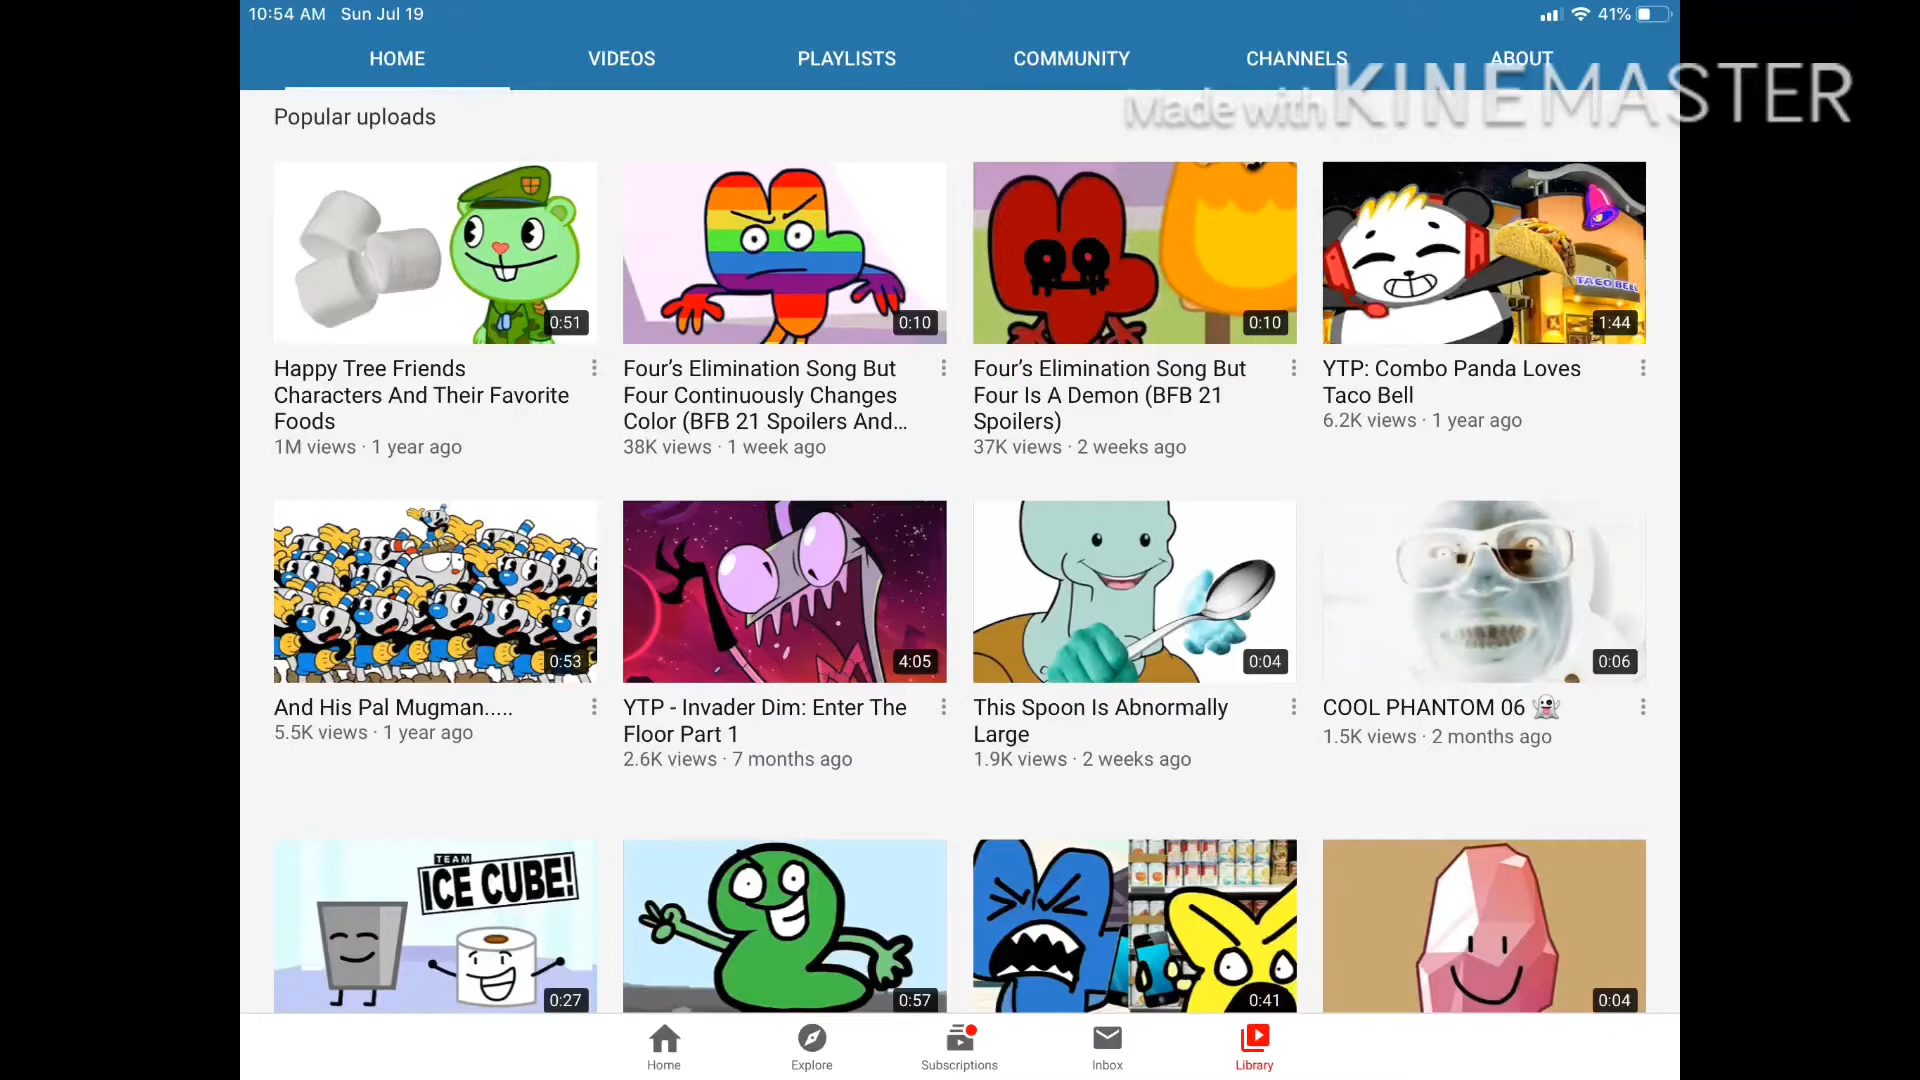 10:54 AM Sun Jul 19
41%
HOME VIDEOS PLAYLISTS COMMUNITY CHANNELS ABOUT
Made with KINEMASTER
Popular uploads
TACO BELL
0:51 0:10 0:10 1:44
Happy Tree Friends
Characters And Their Favorite
Foods
1M views · 1 year ago
Four’s Elimination Song But
Four Continuously Changes
Color (BFB 21 Spoilers And...
38K views · 1 week ago
Four’s Elimination Song But
Four Is A Demon (BFB 21
Spoilers)
37K views · 2 weeks ago
YTP: Combo Panda Loves
Taco Bell
6.2K views · 1 year ago
0:53 4:05 0:04 0:06
And His Pal Mugman.....
5.5K views · 1 year ago
YTP - Invader Dim: Enter The
Floor Part 1
2.6K views · 7 months ago
This Spoon Is Abnormally
Large
1.9K views · 2 weeks ago
COOL PHANTOM 06 👻
1.5K views · 2 months ago
TEAM
ICE CUBE!
0:27 0:57 0:41 0:04
Home Explore Subscriptions Inbox Library